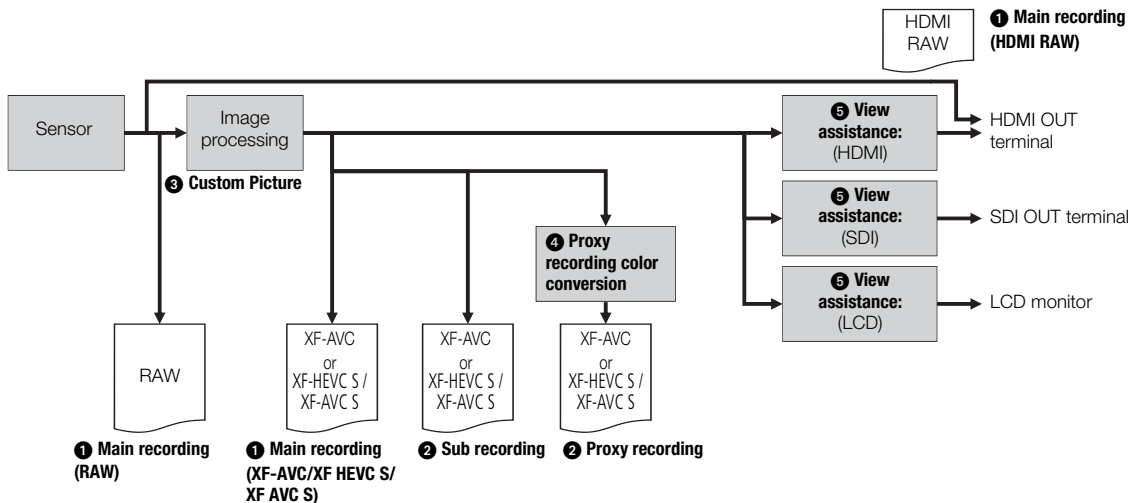 HDMI
RAW
❶ Main recording
(HDMI RAW)
Sensor
Image
processing
❸ Custom Picture
❺ View
assistance:
(HDMI)
HDMI OUT
terminal
❺ View
assistance:
(SDI)
SDI OUT terminal
❹ Proxy
recording color
conversion
❺ View
assistance:
(LCD)
LCD monitor
RAW
XF-AVC
or
XF-HEVC S /
XF-AVC S
XF-AVC
or
XF-HEVC S /
XF-AVC S
XF-AVC
or
XF-HEVC S /
XF-AVC S
❶ Main recording
(RAW)
❶ Main recording
(XF-AVC/XF HEVC S/
XF AVC S)
❷ Sub recording
❷ Proxy recording